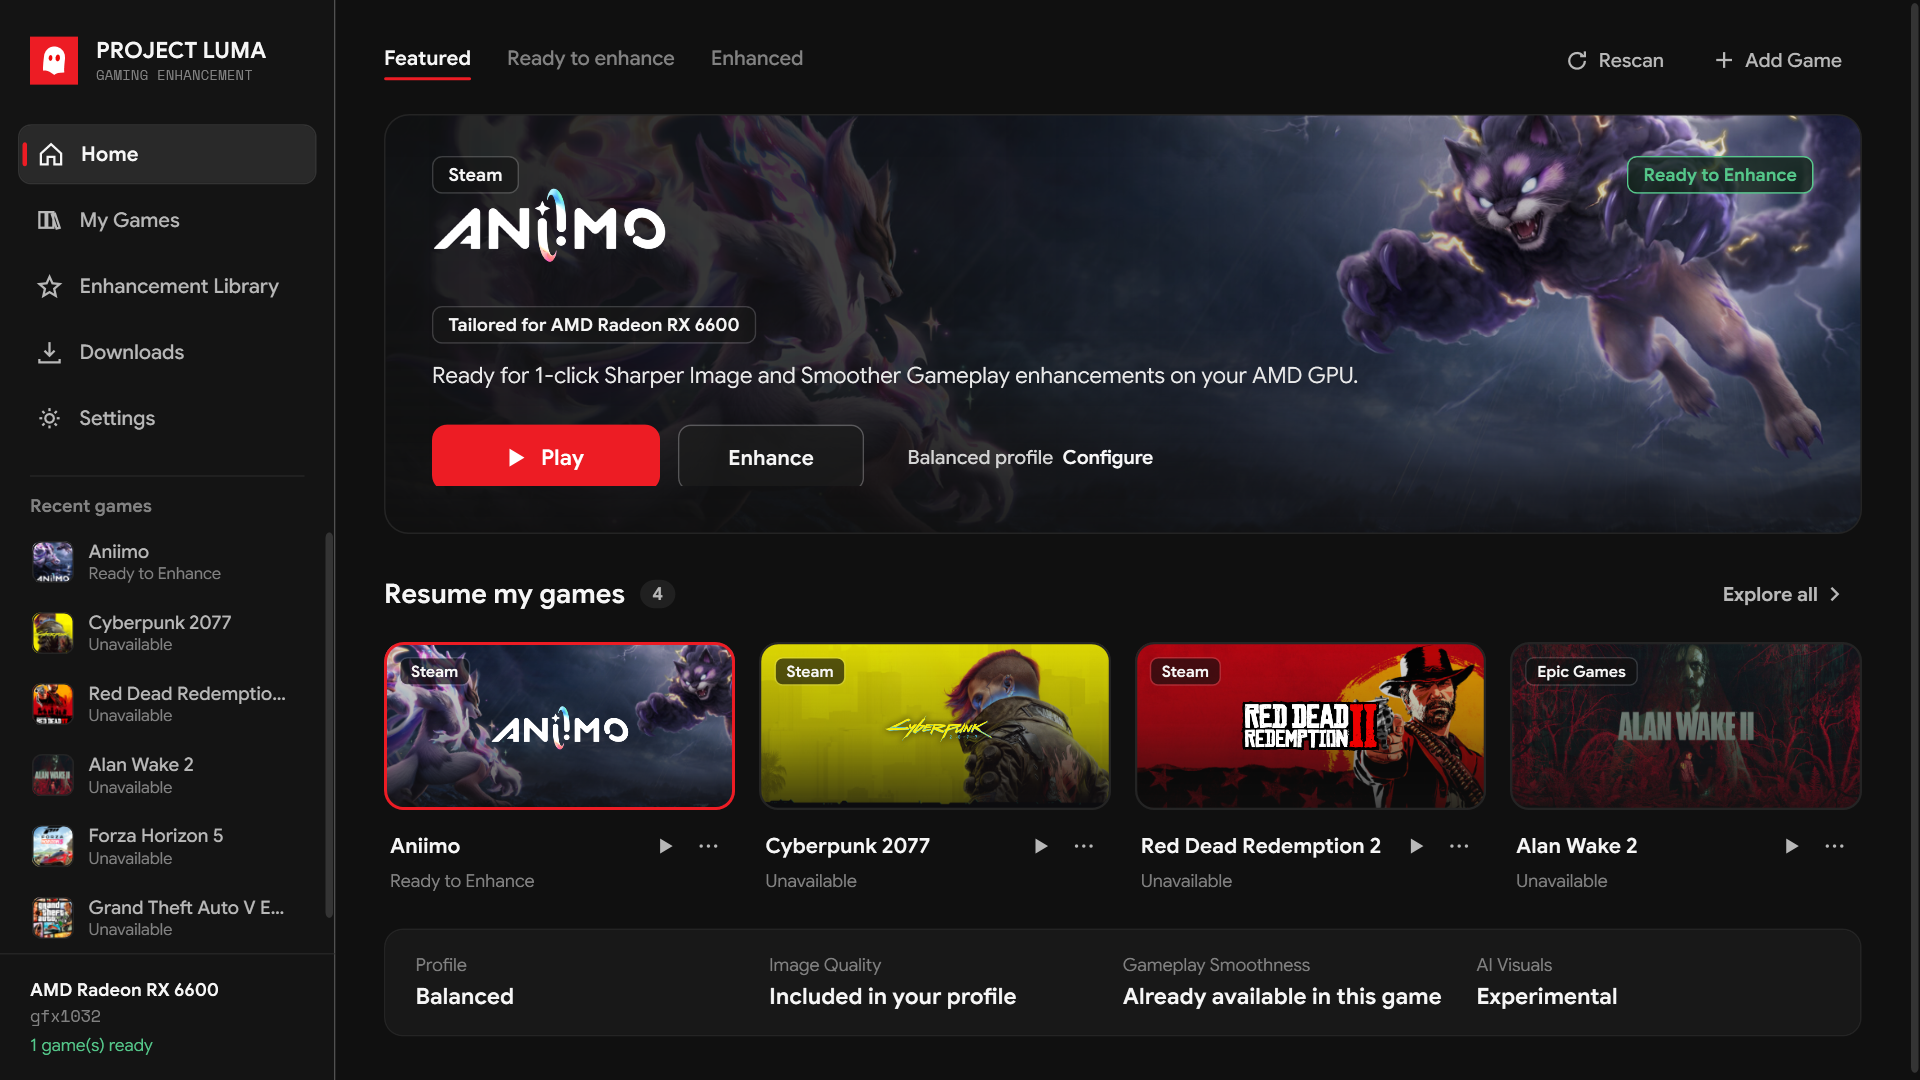 PROJECT LUMA
GAMING ENHANCEMENT
Home
My Games
Enhancement Library
Downloads
Settings
Recent games
Aniimo
Ready to Enhance
Cyberpunk 2077
Unavailable
Red Dead Redemptio...
Unavailable
Alan Wake 2
Unavailable
Forza Horizon 5
Unavailable
Grand Theft Auto V E...
Unavailable
AMD Radeon RX 6600
gfx1032
1 game(s) ready
Featured Ready to enhance Enhanced
Rescan Add Game
Steam
Ready to Enhance
ANIIMO
Tailored for AMD Radeon RX 6600
Ready for 1-click Sharper Image and Smoother Gameplay enhancements on your AMD GPU.
Play Enhance Balanced profile Configure
Resume my games 4
Explore all
Steam
ANIIMO
Steam
Cyberpunk
Steam
RED DEAD
REDEMPTION II
Epic Games
ALAN WAKE II
Aniimo
Ready to Enhance
Cyberpunk 2077
Unavailable
Red Dead Redemption 2
Unavailable
Alan Wake 2
Unavailable
Profile
Balanced
Image Quality
Included in your profile
Gameplay Smoothness
Already available in this game
AI Visuals
Experimental